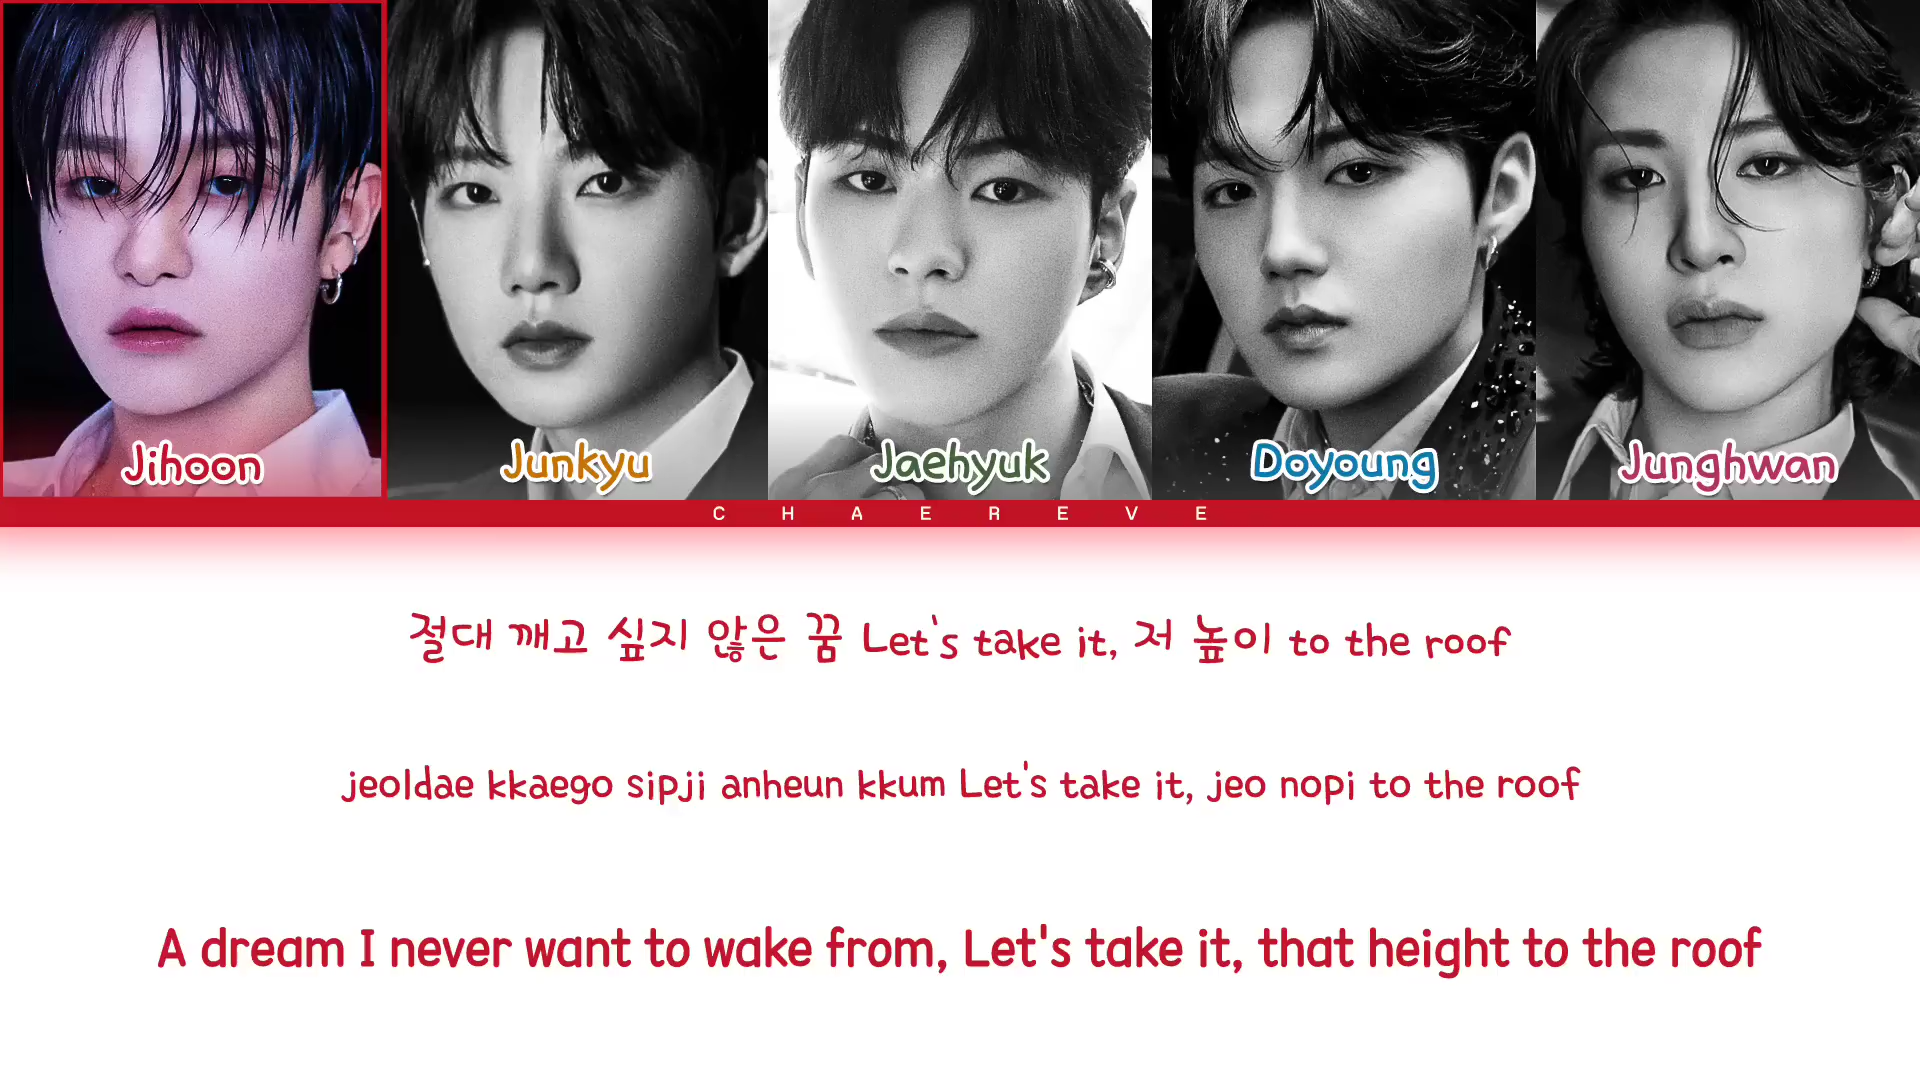 Jihoon
Junkyu
Jaehyuk
Doyoung
Junghwan
CHAEREVE
절대 깨고 싶지 않은 꿈 Let's take it, 저 높이 to the roof
jeoldae kkaego sipji anheun kkum Let's take it, jeo nopi to the roof
A dream I never want to wake from, Let's take it, that height to the roof